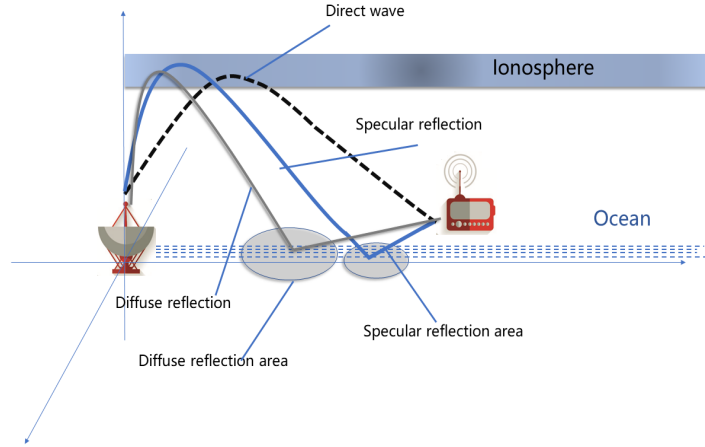 Direct wave
Ionosphere
Specular reflection
Ocean
Diffuse reflection
Specular reflection area
Diffuse reflection area